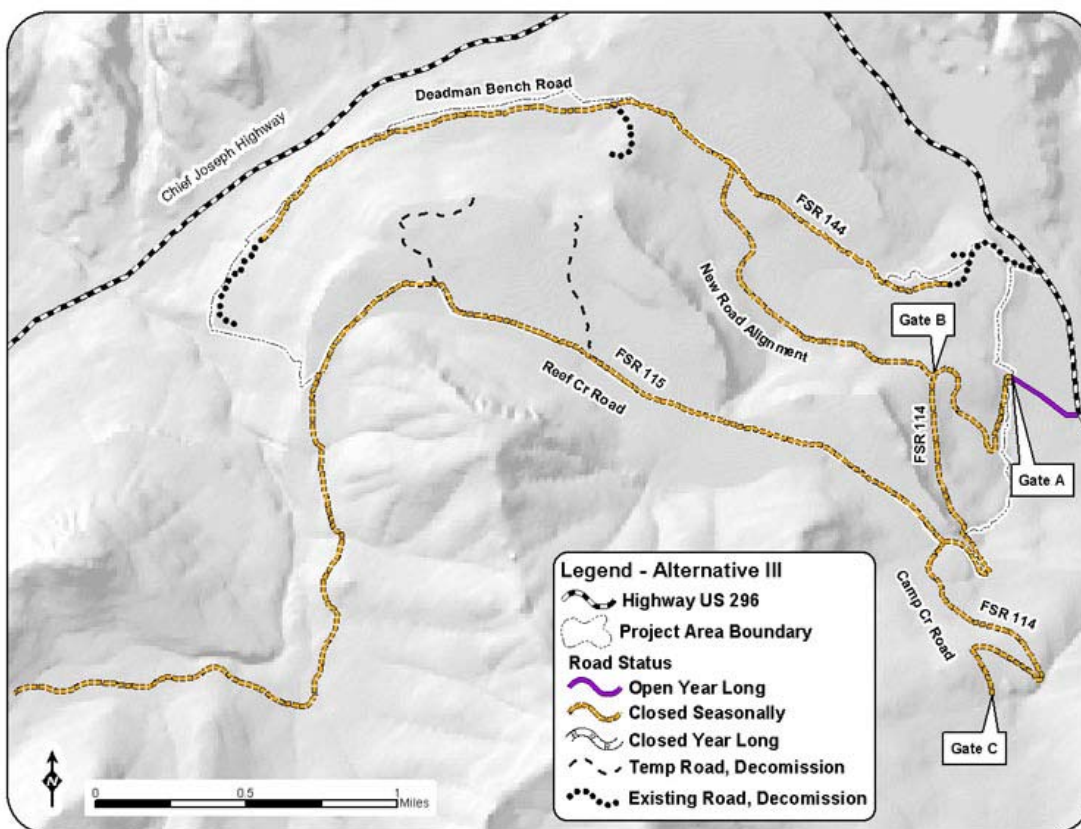 Deadman Bench Road
Chief Joseph Highway
FSR 144
New Road Alignment
Gate B
FSR 115
Reef Cr Road
FSR 114
Gate A
Camp Cr Road
FSR 114
Gate C
Legend - Alternative III
Highway US 296
Project Area Boundary
Road Status
Open Year Long
Closed Seasonally
Closed Year Long
Temp Road, Decomission
Existing Road, Decomission
N
0 0.5 1
Miles